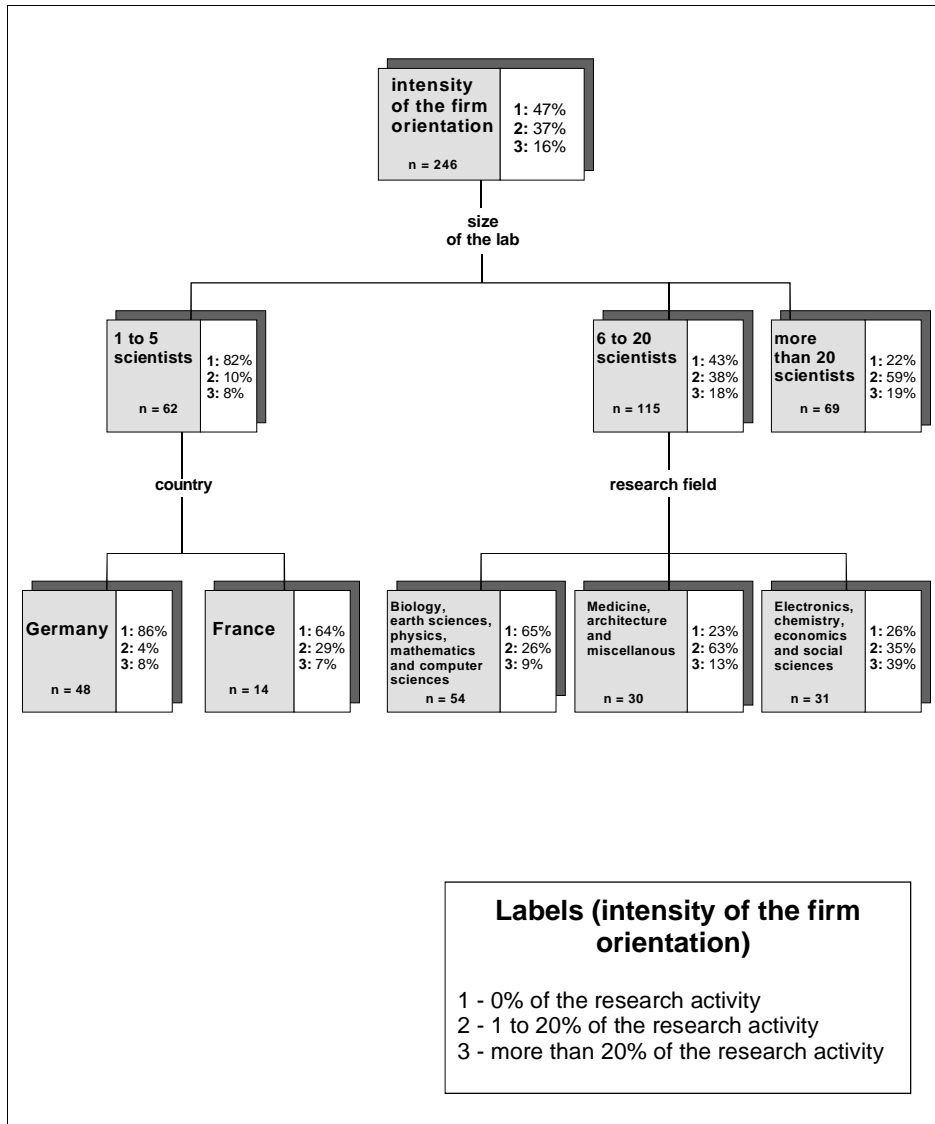 intensity
of the firm
orientation
n = 246
1: 47%
2: 37%
3: 16%
size
of the lab
1 to 5
scientists
n = 62
1: 82%
2: 10%
3: 8%
6 to 20
scientists
n = 115
1: 43%
2: 38%
3: 18%
more
than 20
scientists
n = 69
1: 22%
2: 59%
3: 19%
country
research field
Germany
n = 48
1: 86%
2: 4%
3: 8%
France
n = 14
1: 64%
2: 29%
3: 7%
Biology,
earth sciences,
physics,
mathematics
and computer
sciences
n = 54
1: 65%
2: 26%
3: 9%
Medicine,
architecture
and
miscellanous
n = 30
1: 23%
2: 63%
3: 13%
Electronics,
chemistry,
economics
and social
sciences
n = 31
1: 26%
2: 35%
3: 39%
Labels (intensity of the firm
orientation)
1 - 0% of the research activity
2 - 1 to 20% of the research activity
3 - more than 20% of the research activity